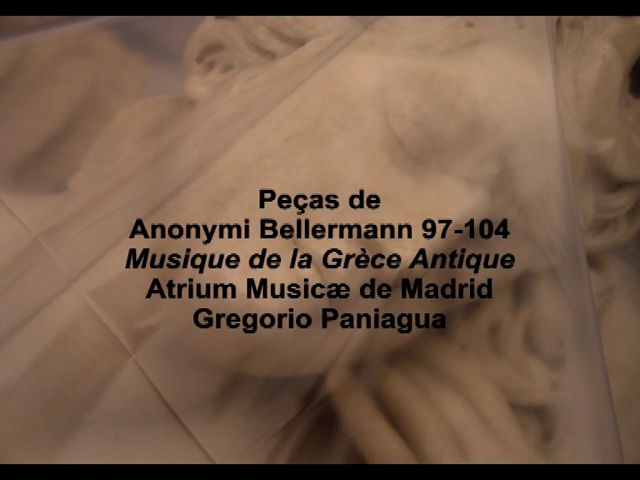 Peças de
Anonymi Bellermann 97-104
Musique de la Grèce Antique
Atrium Musicæ de Madrid
Gregorio Paniagua